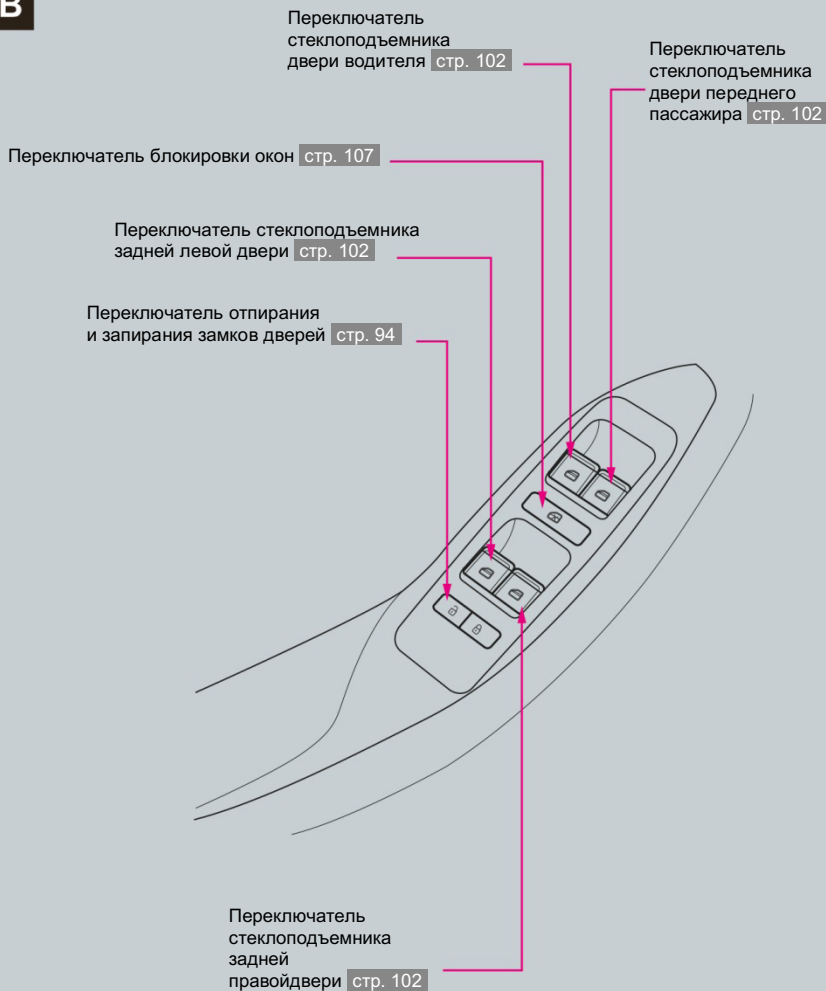 B
Переключатель
стеклоподъемника
двери водителя стр. 102
Переключатель
стеклоподъемника
двери переднего
пассажира стр. 102
Переключатель блокировки окон стр. 107
Переключатель стеклоподъемника
задней левой двери стр. 102
Переключатель отпирания
и запирания замков дверей стр. 94
Переключатель
стеклоподъемника
задней
правойдвери стр. 102